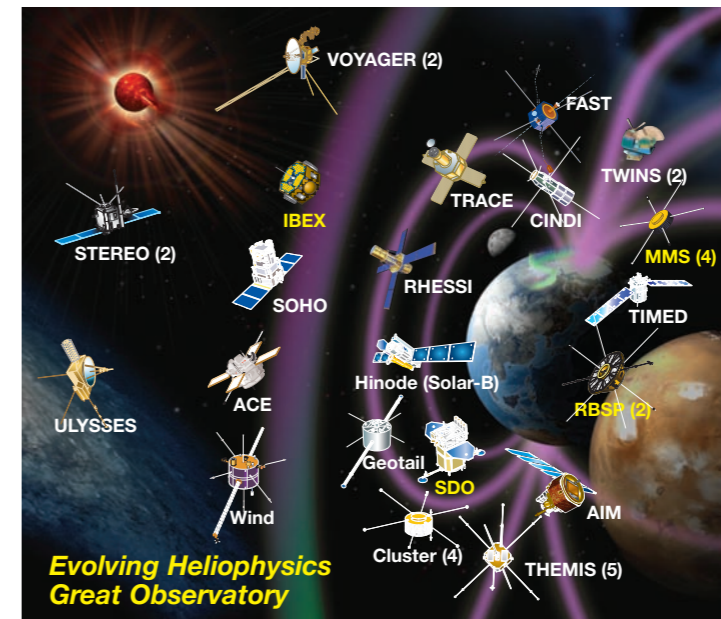 VOYAGER (2)
FAST
TWINS (2)
TRACE
CINDI
IBEX
STEREO (2)
MMS (4)
RHESSI
SOHO
TIMED
Hinode (Solar-B)
ACE
RBSP (2)
ULYSSES
Geotail
SDO
Wind
AIM
Cluster (4)
THEMIS (5)
Evolving Heliophysics
Great Observatory